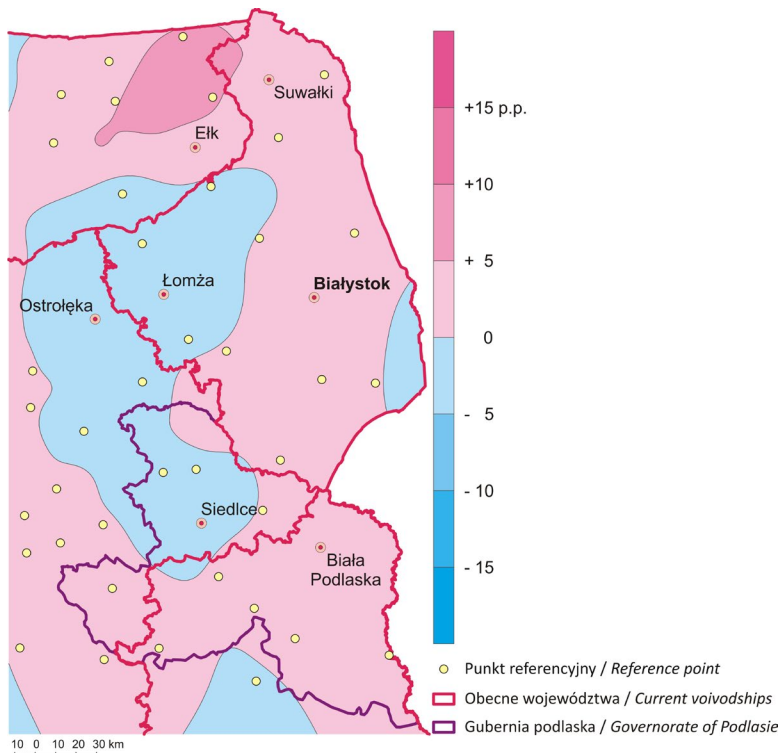 Suwałki
Ełk
Łomża
Białystok
Ostrołęka
Siedlce
Biała
Podlaska
+15 p.p.
+10
+ 5
0
- 5
- 10
- 15
Punkt referencyjny / Reference point
Obecne województwa / Current voivodships
Gubernia podlaska / Governorate of Podlasie
10 0 10 20 30 km